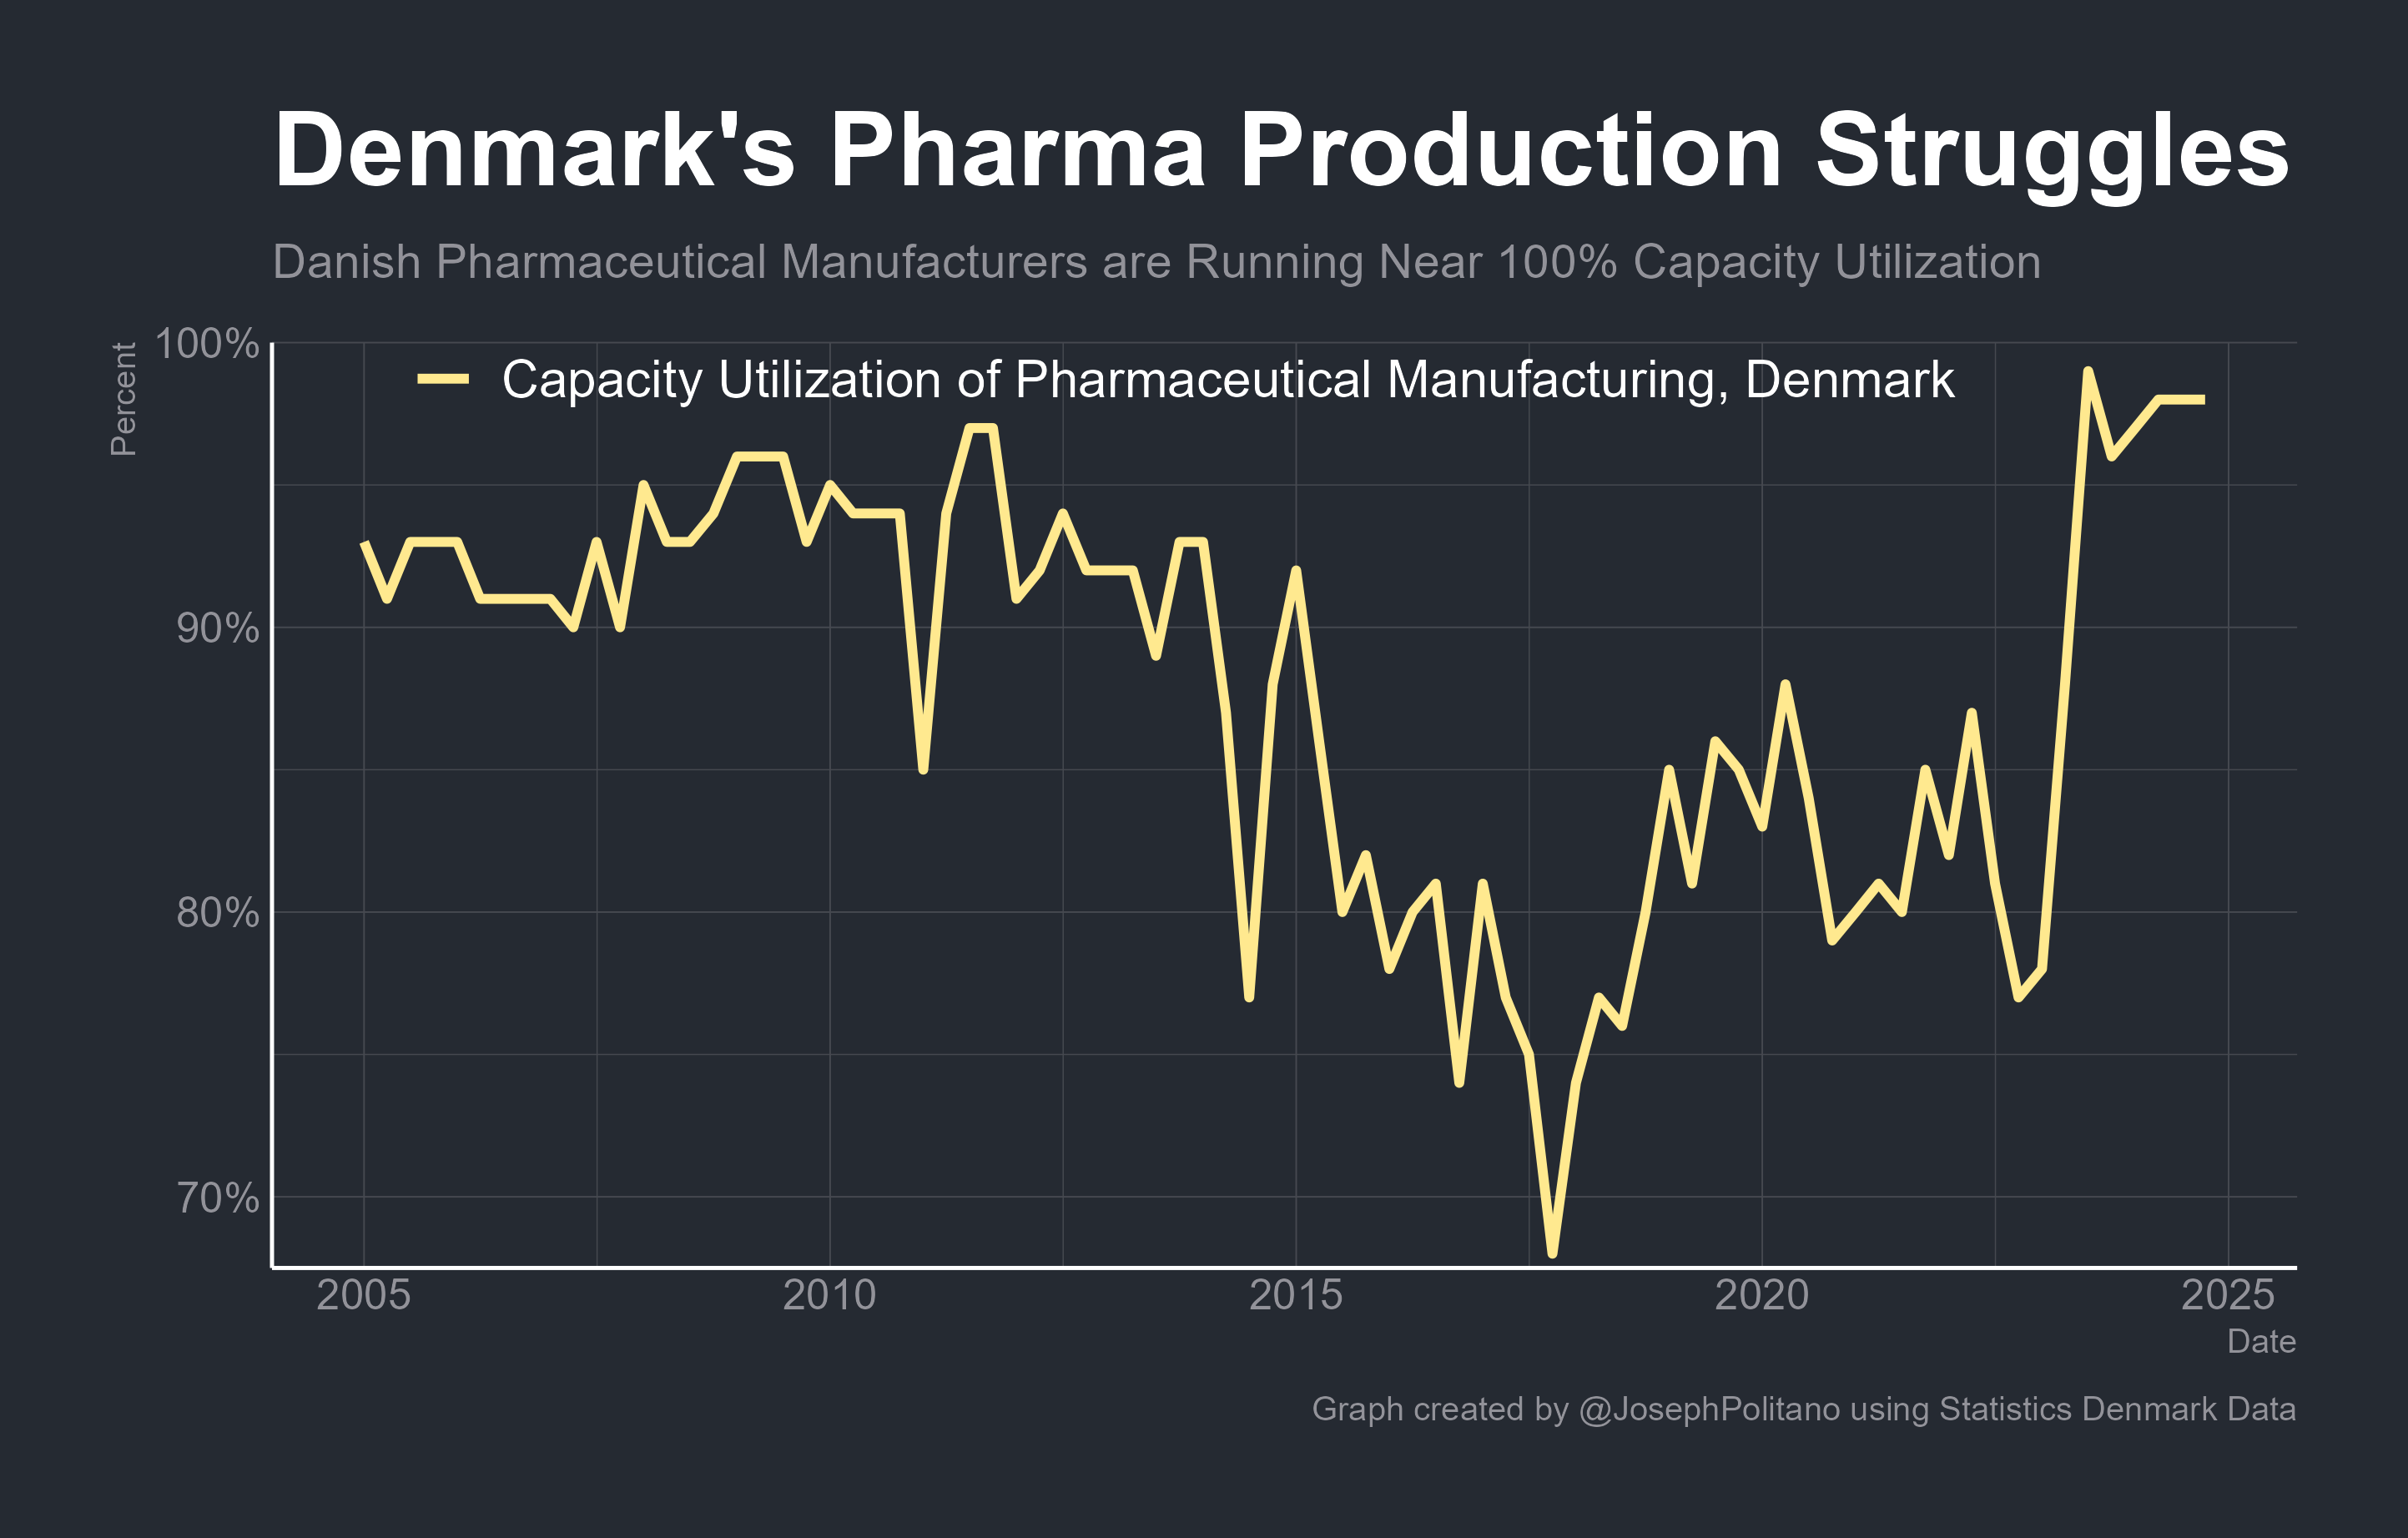 Denmark's Pharma Production Struggles
Danish Pharmaceutical Manufacturers are Running Near 100% Capacity Utilization
Percent
100%
90%
80%
70%
Capacity Utilization of Pharmaceutical Manufacturing, Denmark
2005
2010
2015
2020
2025
Date
Graph created by @JosephPolitano using Statistics Denmark Data